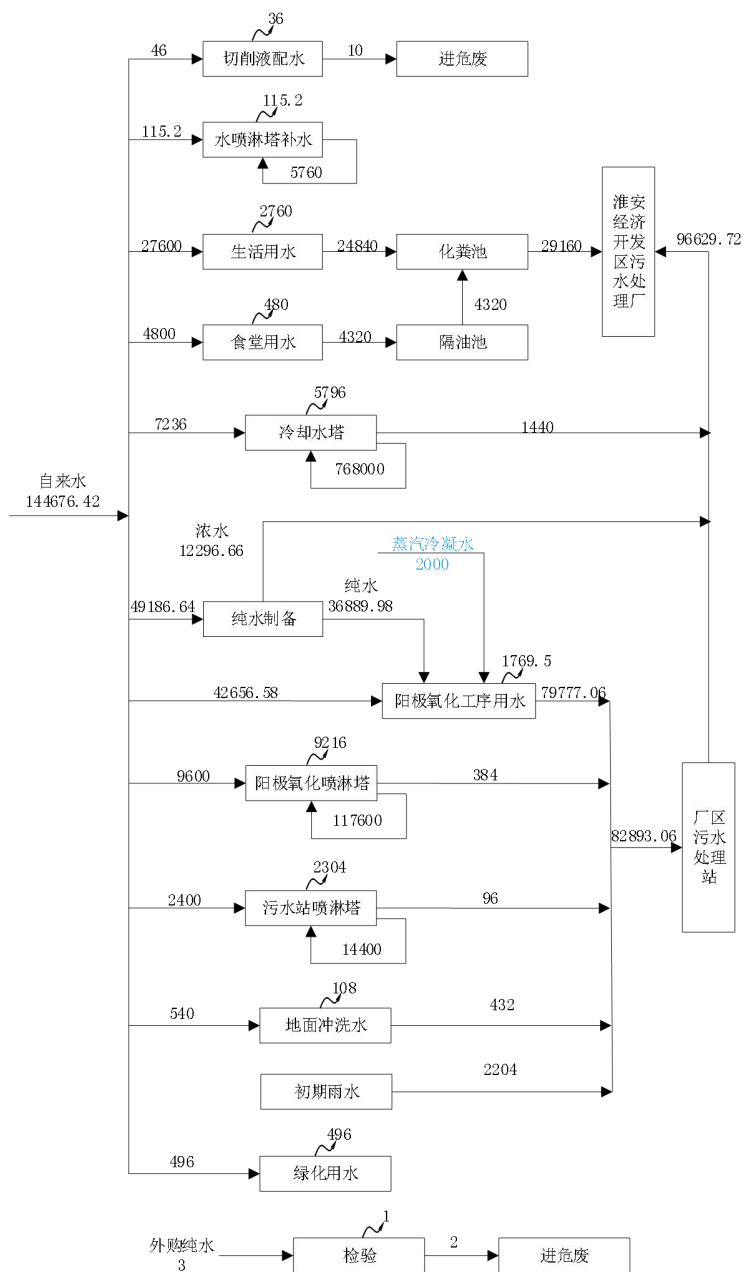 36
46
切削液配水
10
进危废
115.2
115.2
水喷淋塔补水
5760
2760
27600
生活用水
24840
化粪池
29160
淮安
经济
开发
区污
水处
理厂
96629.72
4320
480
4800
食堂用水
4320
隔油池
5796
7236
冷却水塔
1440
768000
自来水
144676.42
浓水
12296.66
蒸汽冷凝水
2000
纯水
49186.64
纯水制备
36889.98
1769.5
42656.58
阳极氧化工序用水
79777.06
9216
9600
阳极氧化喷淋塔
384
117600
82893.06
厂区
污水
处理
站
2304
2400
污水站喷淋塔
96
14400
108
540
地面冲洗水
432
初期雨水
2204
496
496
绿化用水
1
外购纯水
3
检验
2
进危废